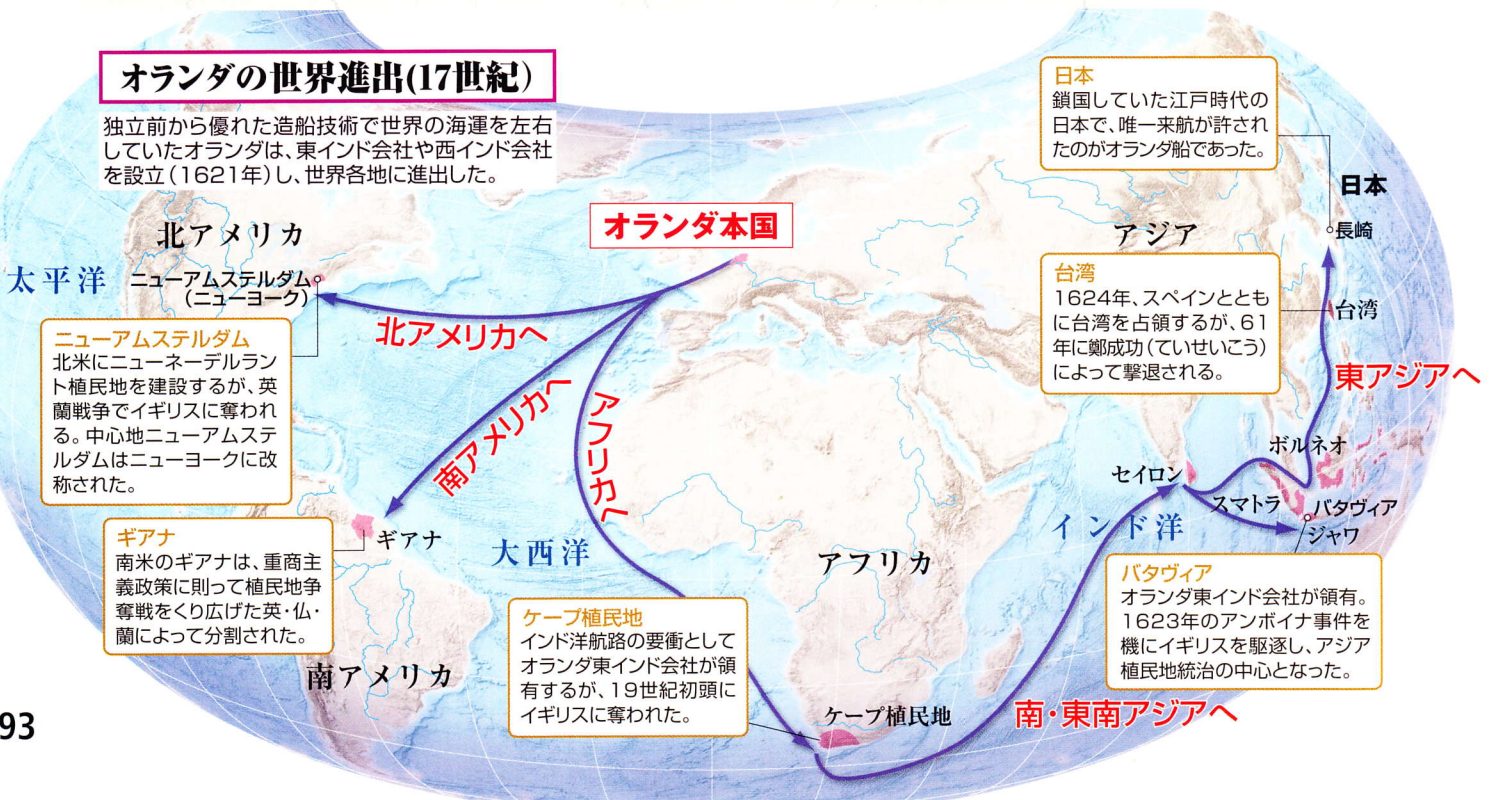 オランダの世界進出(17世紀)
独立前から優れた造船技術で世界の海運を左右
していたオランダは、東インド会社や西インド会社
を設立(1621年)し、世界各地に進出した。
オランダ本国
北アメリカ
太平洋
ニューアムステルダム
(ニューヨーク)
北アメリカへ
ニューアムステルダム
北米にニューネーデルラン
ト植民地を建設するが、英
蘭戦争でイギリスに奪われ
る。中心地ニューアムステ
ルダムはニューヨークに改
称された。
南アメリカへ
アフリカへ
ギアナ
ギアナ
南米のギアナは、重商主
義政策に則って植民地争
奪戦をくり広げた英・仏・
蘭によって分割された。
大西洋
南アメリカ
アフリカ
ケープ植民地
インド洋航路の要衝として
オランダ東インド会社が領
有するが、19世紀初頭に
イギリスに奪われた。
ケープ植民地
日本
鎖国していた江戸時代の
日本で、唯一来航が許され
たのがオランダ船であった。
日本
長崎
アジア
台湾
1624年、スペインととも
に台湾を占領するが、61
年に鄭成功(ていせいこう)
によって撃退される。
台湾
東アジアへ
ボルネオ
セイロン
スマトラ
バタヴィア
ジャワ
インド洋
バタヴィア
オランダ東インド会社が領有。
1623年のアンボイナ事件を
機にイギリスを駆逐し、アジア
植民地統治の中心となった。
南・東南アジアへ
93